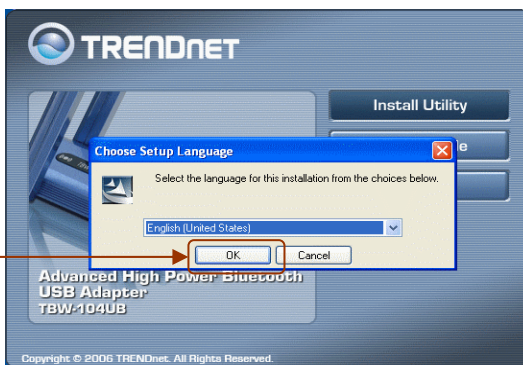 TRENDnet
Install Utility
e
Choose Setup Language
Select the language for this installation from the choices below.
English (United States)
OK
Cancel
Advanced High Power Bluetooth
USB Adapter
TBW-104UB
Copyright © 2006 TRENDnet. All Rights Reserved.